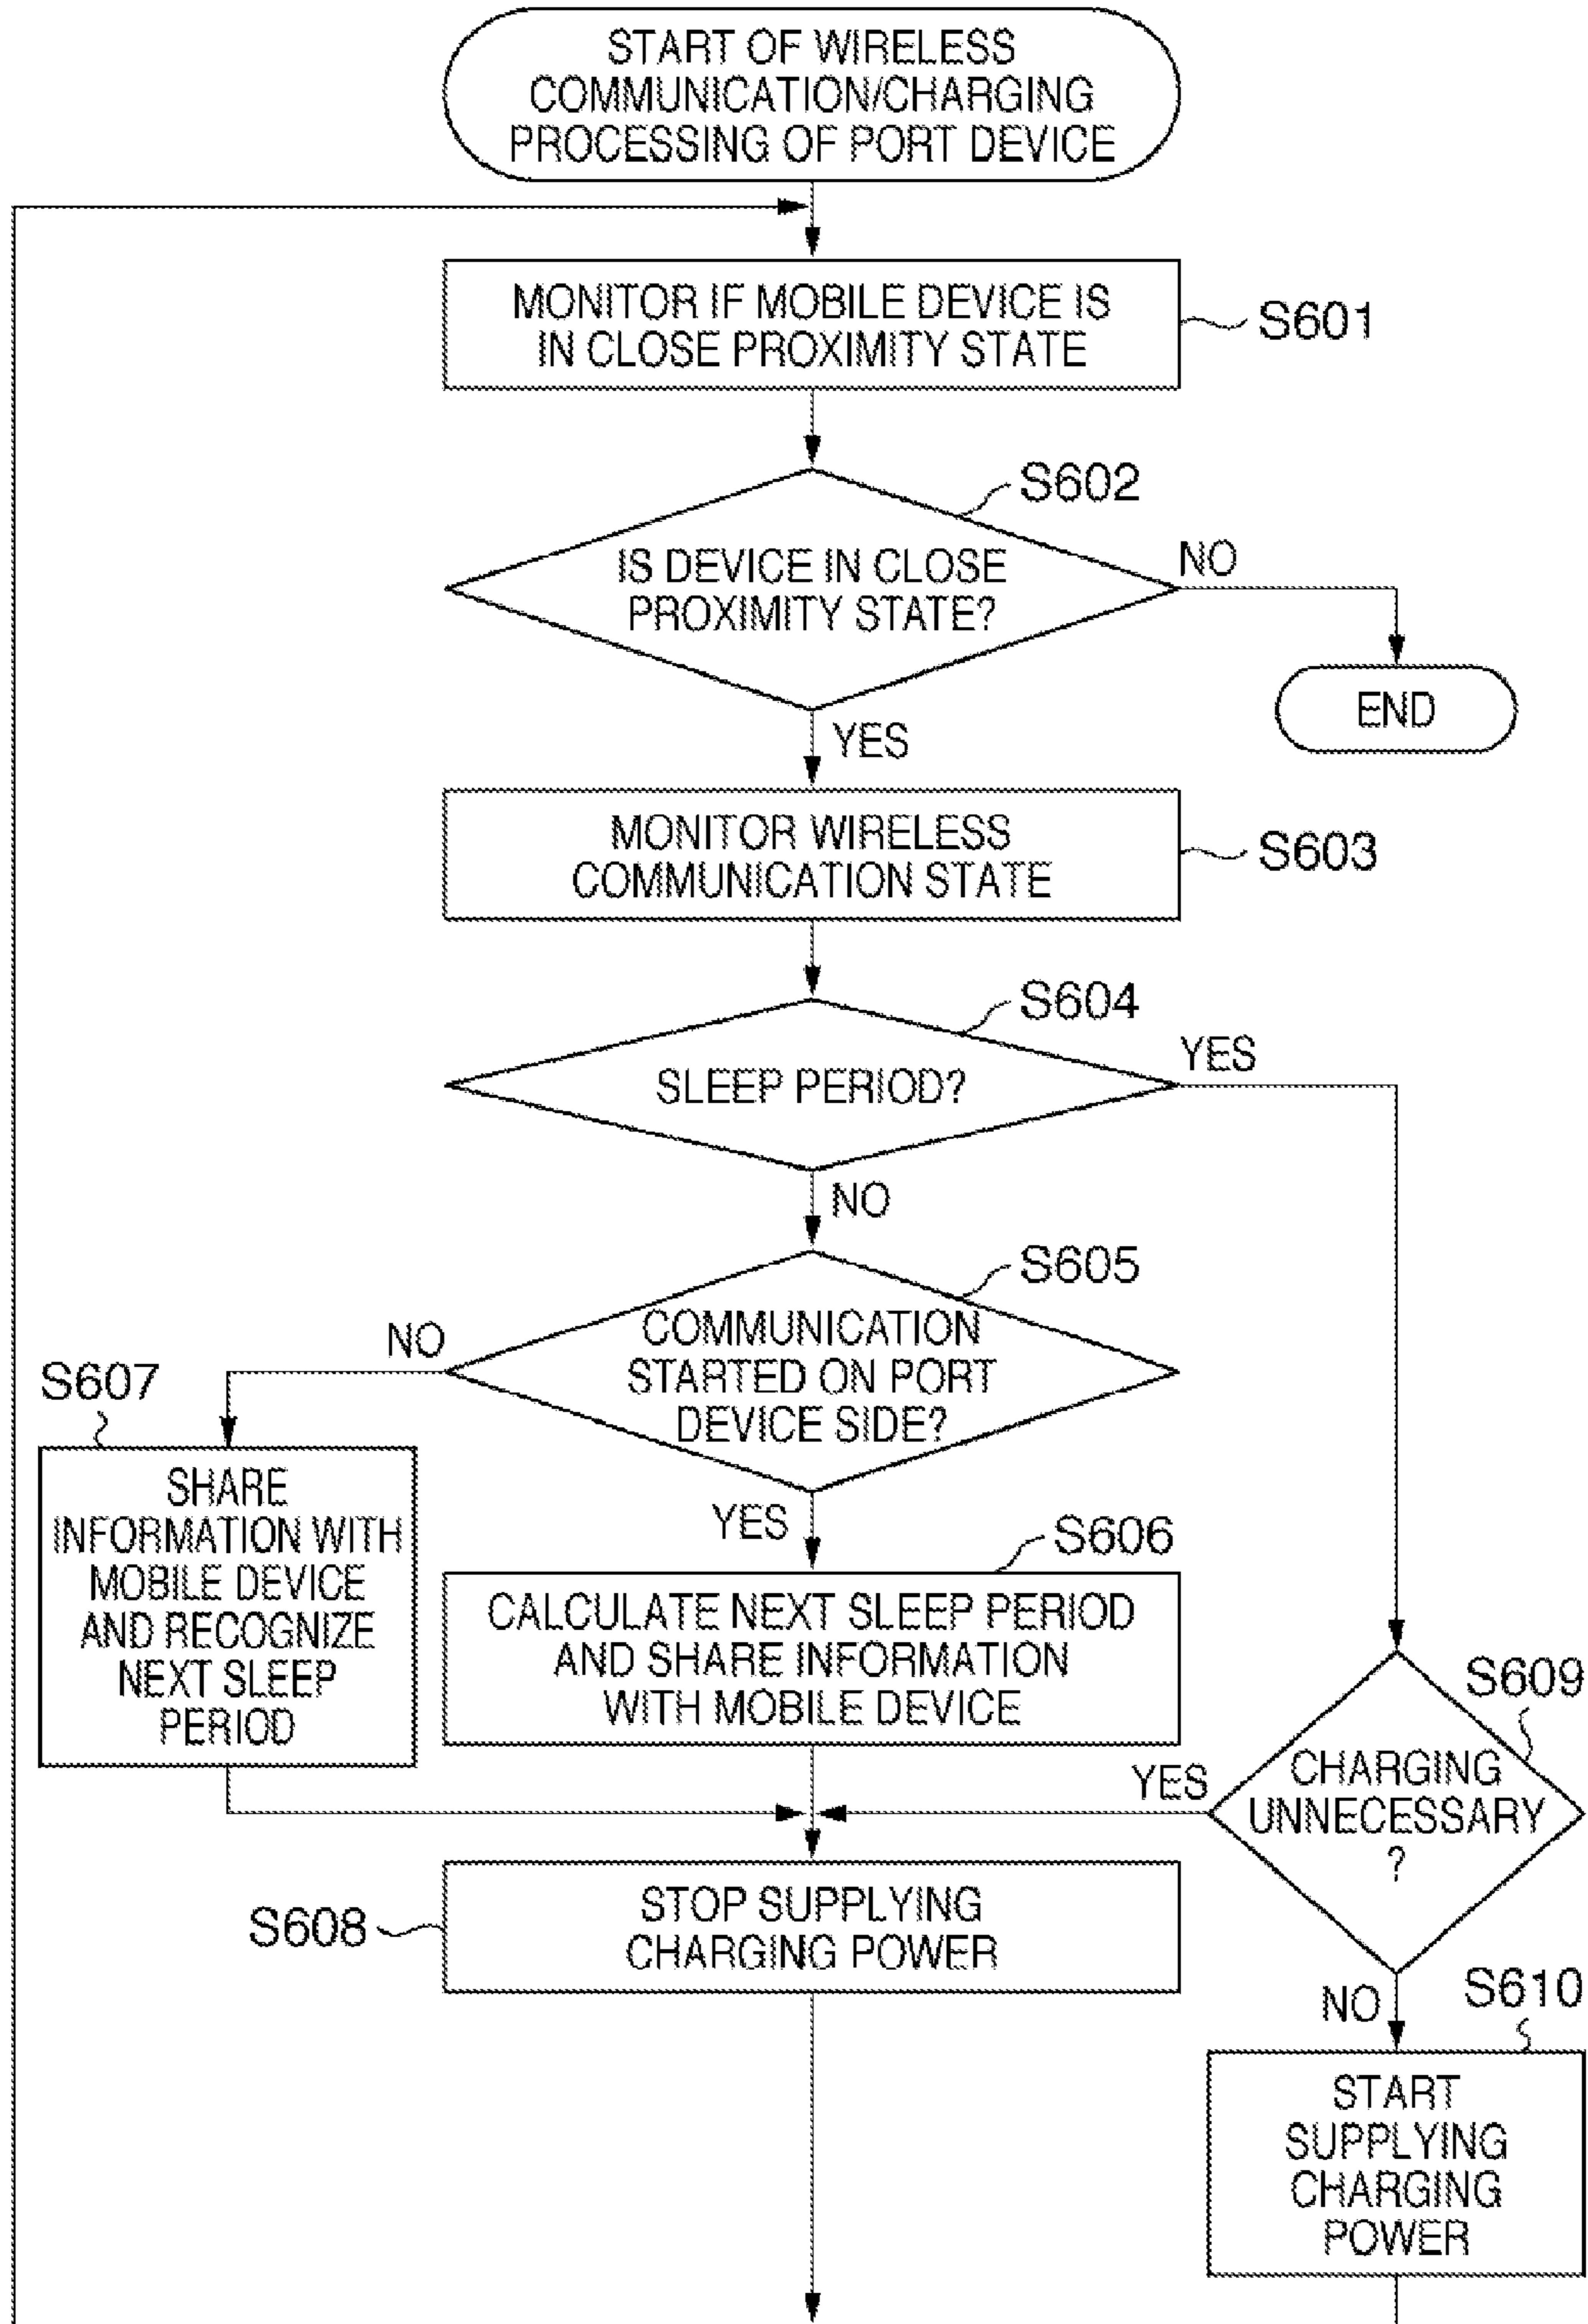 START OF WIRELESS
COMMUNICATION/CHARGING
PROCESSING OF PORT DEVICE
MONITOR IF MOBILE DEVICE IS
IN CLOSE PROXIMITY STATE
S601
S602
IS DEVICE IN CLOSE
PROXIMITY STATE?
NO
END
YES
MONITOR WIRELESS
COMMUNICATION STATE
S603
S604
SLEEP PERIOD?
YES
NO
S605
COMMUNICATION
STARTED ON PORT
DEVICE SIDE?
NO
S607
SHARE
INFORMATION WITH
MOBILE DEVICE
AND RECOGNIZE
NEXT SLEEP
PERIOD
YES
S606
CALCULATE NEXT SLEEP PERIOD
AND SHARE INFORMATION
WITH MOBILE DEVICE
S609
CHARGING
UNNECESSARY
?
YES
S608
STOP SUPPLYING
CHARGING POWER
NO
S610
START
SUPPLYING
CHARGING
POWER